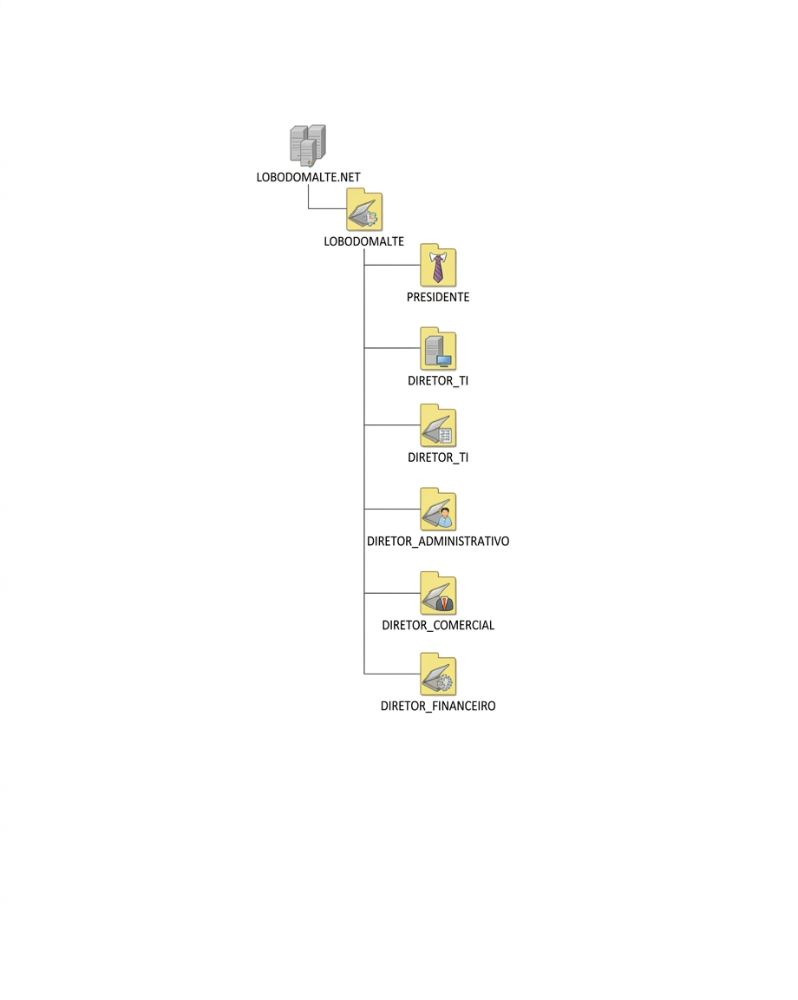 LOBODOMALTE.NET
LOBODOMALTE
PRESIDENTE
DIRETOR_TI
DIRETOR_TI
DIRETOR_ADMINISTRATIVO
DIRETOR_COMERCIAL
DIRETOR_FINANCEIRO